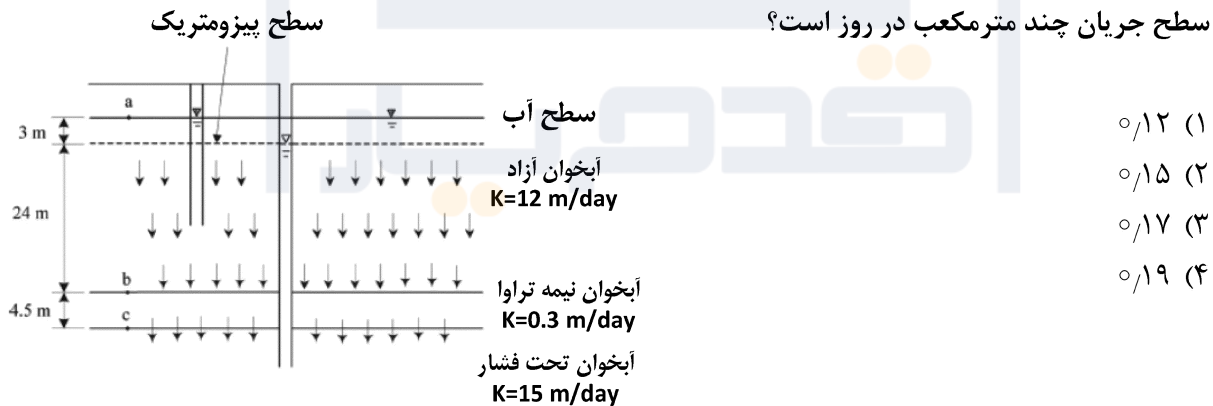 سطح جریان چند مترمکعب در روز است؟
۱) ۰/۱۲
۲) ۰/۱۵
۳) ۰/۱۷
۴) ۰/۱۹
سطح پیزومتریک
a
3 m
سطح آب
آبخوان آزاد
K=12 m/day
24 m
b
آبخوان نیمه تراوا
K=0.3 m/day
4.5 m
c
آبخوان تحت فشار
K=15 m/day
قدم یار